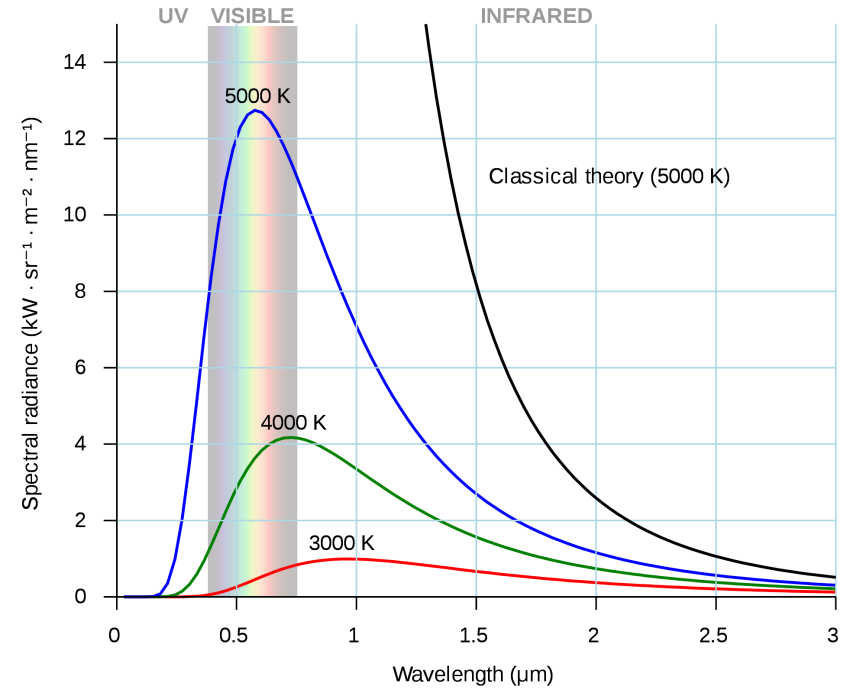 UV VISIBLE INFRARED
14
12
10
8
6
4
2
0
Spectral radiance (kW · sr⁻¹ · m⁻² · nm⁻¹)
5000 K
Classical theory (5000 K)
4000 K
3000 K
0 0.5 1 1.5 2 2.5 3
Wavelength (μm)